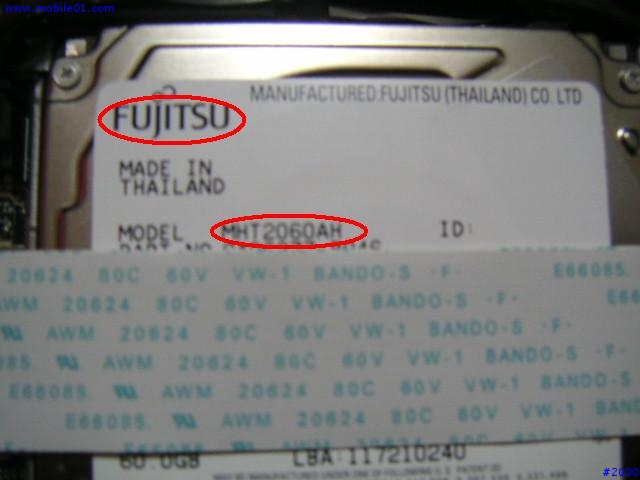 www.mobile01.com
MANUFACTURED:FUJITSU (THAILAND) CO. LTD
FUJITSU
MADE IN
THAILAND
MODEL MHT2060AH ID:
20624 80C 60V VW-1 BANDO-S -F- E66085.
AWM 20624 80C 60V VW-1 BANDO-S -F- E66
AWM 20624 80C 60V VW-1 BANDO-S -F-
085. AWM 20624 80C 60V VW-1 BANDO-S -F-
E66085. AWM 20624 80C 60V VW-1 BANDO-S
E66085. AWM 20624 80C 60V VW-1 BAND
60.0GB LBA:117210240
#2000